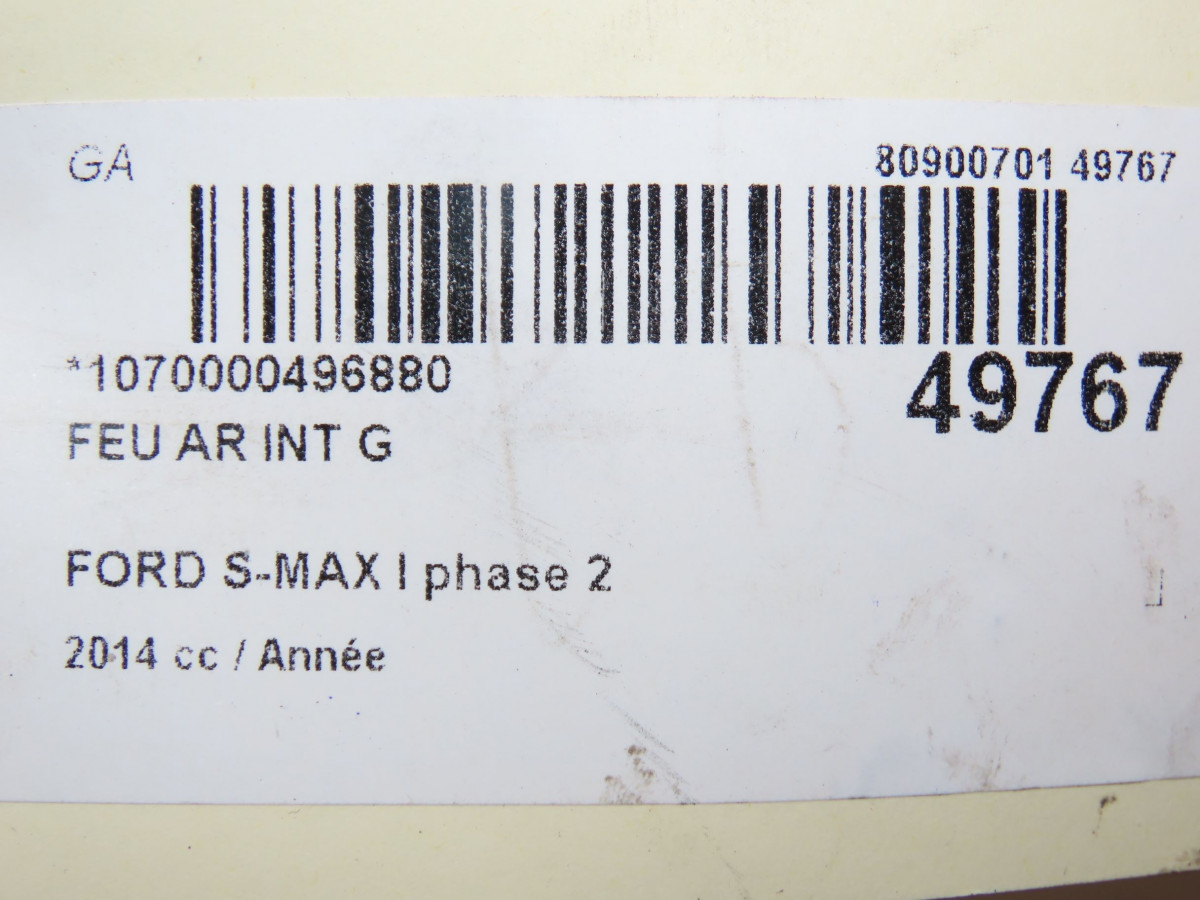 GA
80900701 49767
*1070000496880
49767
FEU AR INT G
FORD S-MAX I phase 2
2014 cc / Année